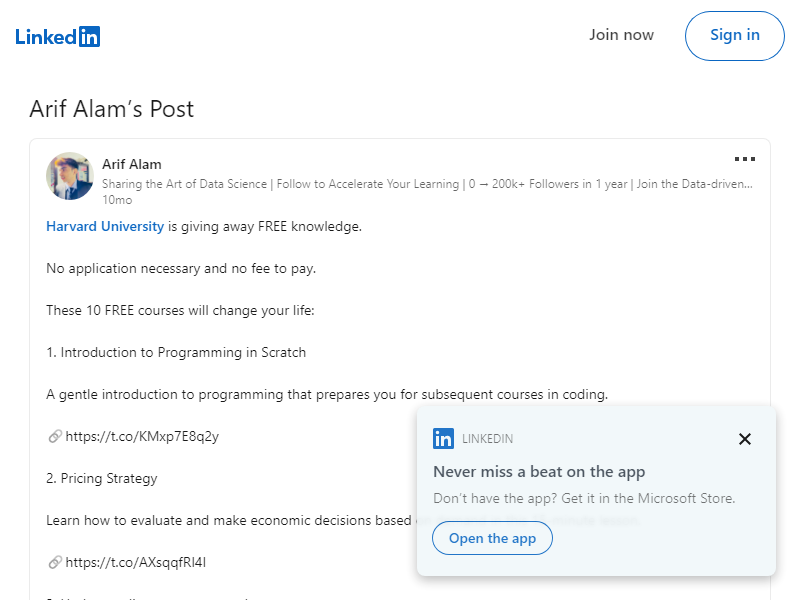 LinkedIn
Join now
Sign in
Arif Alam's Post
Arif Alam
Sharing the Art of Data Science | Follow to Accelerate Your Learning | 0 → 200k+ Followers in 1 year | Join the Data-driven...
10mo
Harvard University is giving away FREE knowledge.
No application necessary and no fee to pay.
These 10 FREE courses will change your life:
1. Introduction to Programming in Scratch
A gentle introduction to programming that prepares you for subsequent courses in coding.
🔗https://t.co/KMxp7E8q2y
2. Pricing Strategy
Learn how to evaluate and make economic decisions based
🔗https://t.co/AXsqqfRI4I
in LINKEDIN
Never miss a beat on the app
Don't have the app? Get it in the Microsoft Store.
Open the app